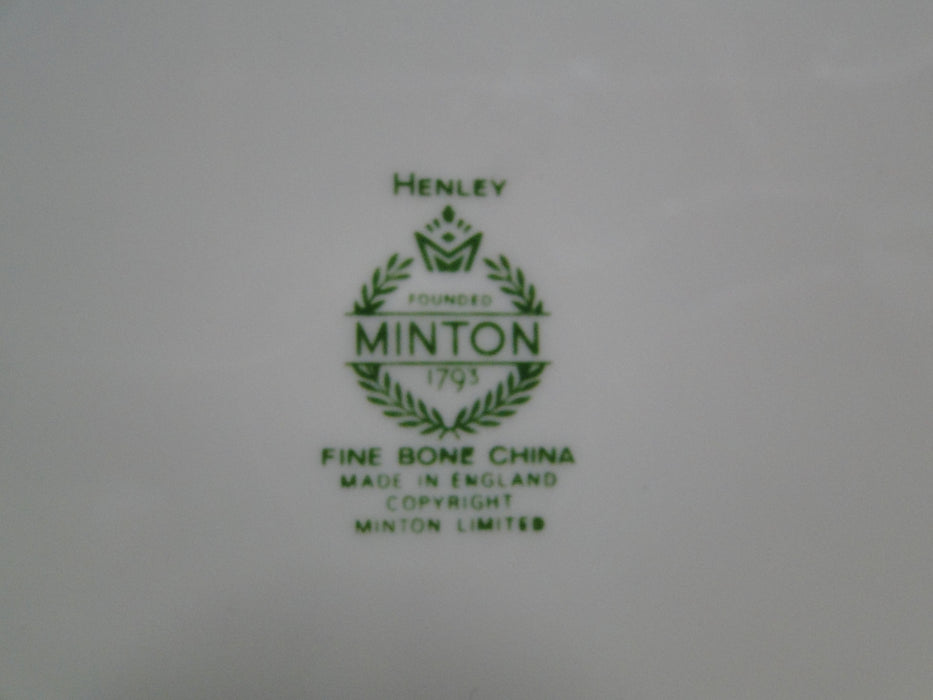 HENLEY
FOUNDED
MINTON
1793
FINE BONE CHINA
MADE IN ENGLAND
COPYRIGHT
MINTON LIMITED